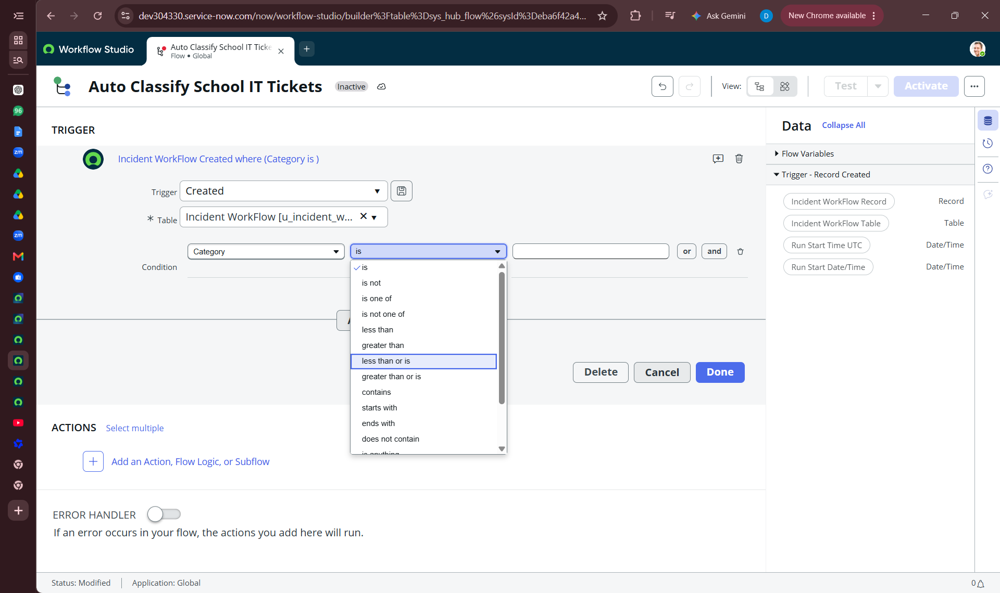 dev304330.service-now.com/now/workflow-studio/builder%3Ftable%3Dsys_hub_flow%26sysId%3Deba6f42a4...
Ask Gemini
D
New Chrome available
Workflow Studio
Auto Classify School IT Ticke
Flow • Global
Auto Classify School IT Tickets
Inactive
View:
Test
Activate
TRIGGER
Incident WorkFlow Created where (Category is )
Trigger
Created
* Table
Incident WorkFlow [u_incident_w...
Condition
Category
is
or
and
is
is not
is one of
is not one of
less than
greater than
less than or is
greater than or is
contains
starts with
ends with
does not contain
is anything
Delete
Cancel
Done
ACTIONS
Select multiple
Add an Action, Flow Logic, or Subflow
ERROR HANDLER
If an error occurs in your flow, the actions you add here will run.
Data
Collapse All
Flow Variables
Trigger - Record Created
Incident WorkFlow Record
Record
Incident WorkFlow Table
Table
Run Start Time UTC
Date/Time
Run Start Date/Time
Date/Time
Status: Modified
Application: Global
0
96
zm
zm